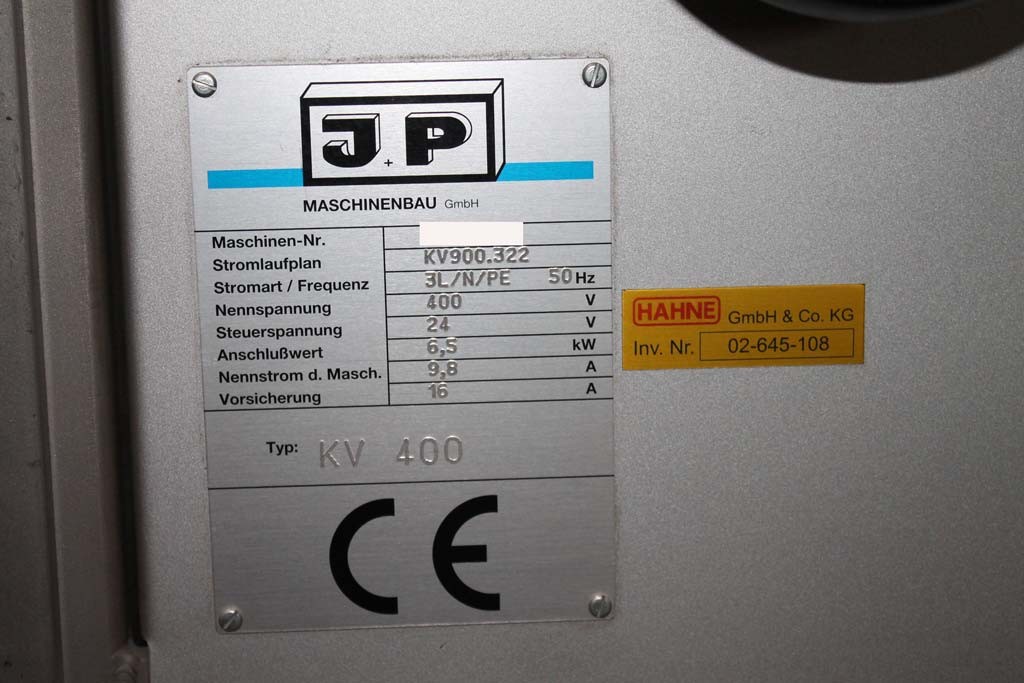 J+P
MASCHINENBAU GmbH
Maschinen-Nr.
Stromlaufplan KV900.322
Stromart / Frequenz 3L/N/PE 50 Hz
Nennspannung 400 V
Steuerspannung 24 V
Anschlußwert 6,5 kW
Nennstrom d. Masch. 9,8 A
Vorsicherung 16 A
Typ: KV 400
CE
HAHNE GmbH & Co. KG
Inv. Nr. 02-645-108